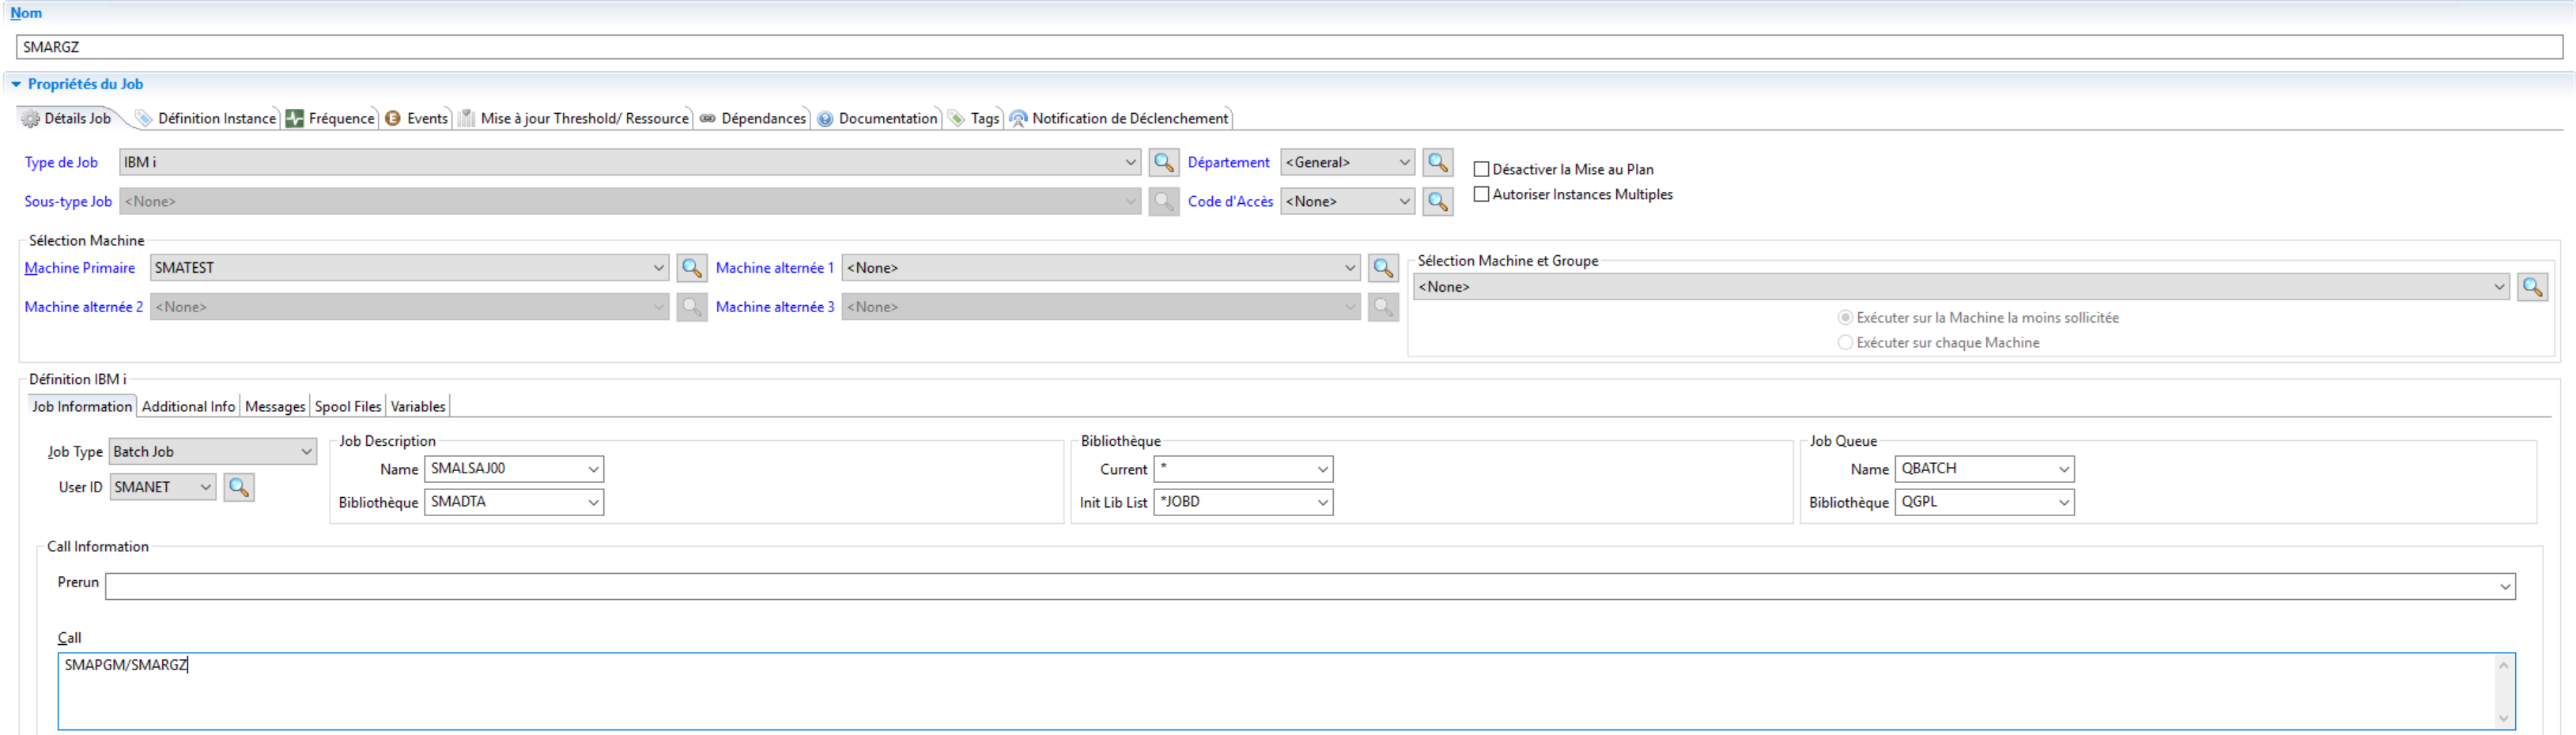 Nom
SMARGZ
Propriétés du Job
Détails Job Définition Instance Fréquence Events Mise à jour Threshold/ Ressource Dépendances Documentation Tags Notification de Déclenchement
Type de Job IBM i Département <General> Désactiver la Mise au Plan
Sous-type Job <None> Code d'Accès <None> Autoriser Instances Multiples
Sélection Machine
Machine Primaire SMATEST Machine alternée 1 <None> Sélection Machine et Groupe
<None>
Machine alternée 2 <None> Machine alternée 3 <None>
Exécuter sur la Machine la moins sollicitée
Exécuter sur chaque Machine
Définition IBM i
Job Information Additional Info Messages Spool Files Variables
Job Type Batch Job Job Description Bibliothèque Job Queue
Name SMALSAJ00 Current * Name QBATCH
User ID SMANET
Bibliothèque SMADTA Init Lib List *JOBD Bibliothèque QGPL
Call Information
Prerun
Call
SMAPGM/SMARGZ